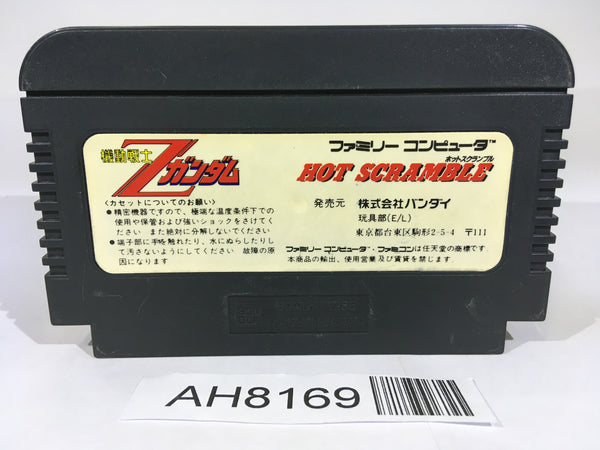 機動戦士
Zガンダム
ファミリー コンピュータ™
ホットスクランブル
HOT SCRAMBLE
〈カセットについてのお願い〉
●精密機器ですので、極端な温度条件下での使用や保管および強いショックをさけてください また絶対に分解しないでください
●端子部に手を触れたり、水にぬらしたりして汚さないようにしてください 故障の原因になります
発売元 株式会社バンダイ
玩具部(E/L)
東京都台東区駒形2-5-4 〒111
ファミリー コンピュータ・ファミコンは任天堂の商標です
本商品の輸出、使用営業及び賃貸を禁じます
AH8169